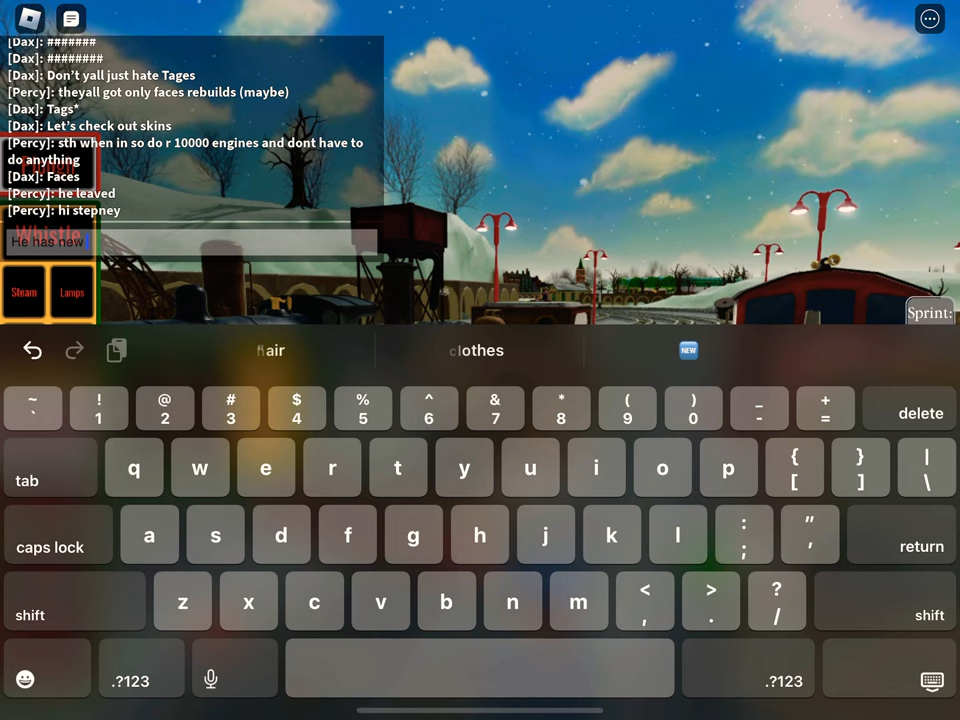 [Dax]: #######
[Dax]: ########
[Dax]: Don't yall just hate Tages
[Percy]: theyall got only faces rebuilds (maybe)
[Dax]: Tags*
[Dax]: Let's check out skins
[Percy]: sth when in so do r 10000 engines and dont have to
do anything
[Dax]: Faces
[Percy]: he leaved
[Percy]: hi stepney
Whistle
He has new
Steam
Lamps
Sprint:
hair
clothes
NEW
~ ! @ # $ % ^ & * ( ) _ +
` 1 2 3 4 5 6 7 8 9 0 - = delete
tab q w e r t y u i o p { [ } ] | \
caps lock a s d f g h j k l : ; " ' return
shift z x c v b n m < , > . ? / shift
.?123 .?123